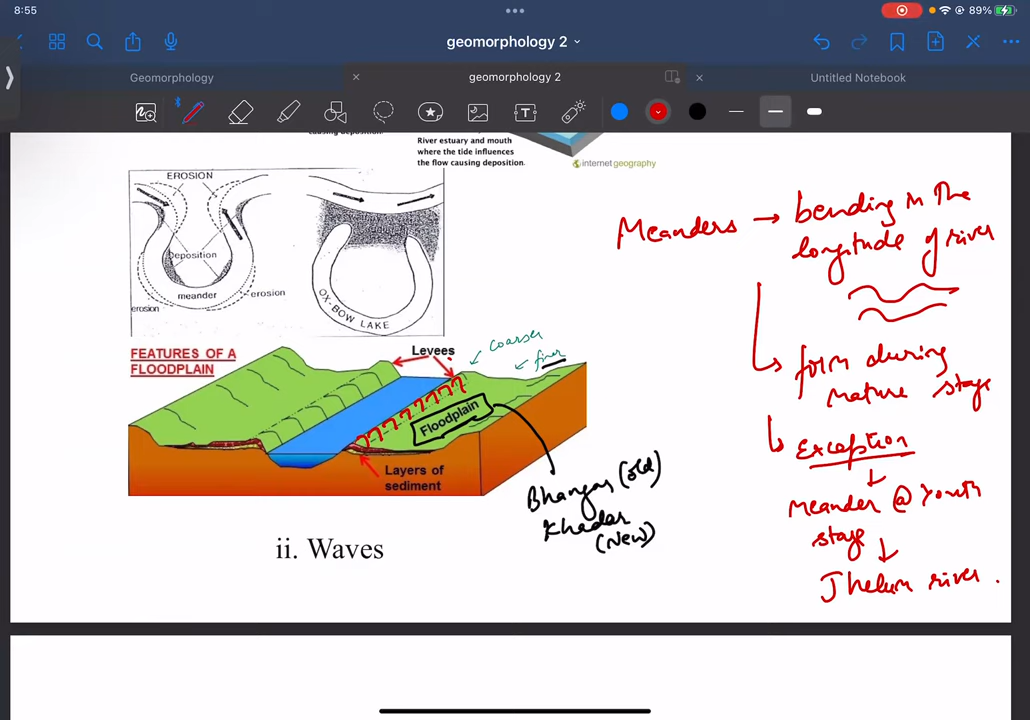 8:55
89%
geomorphology 2
Geomorphology
geomorphology 2
Untitled Notebook
causing deposition.
River estuary and mouth
where the tide influences
the flow causing deposition.
internet geography
EROSION
Deposition
meander
erosion
erosion
OX-BOW LAKE
FEATURES OF A
FLOODPLAIN
Levees
coarser
finer
Floodplain
Layers of
sediment
Bhangar (old)
Khadar
(New)
ii. Waves
Meanders → bending in the
longitude of river
form during
mature stage
Exception
Meander @ Youth
stage
Jhelum river.